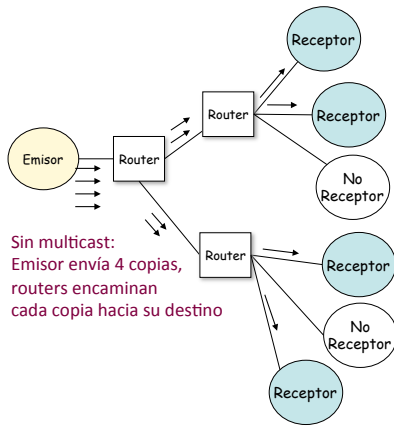 Receptor
Router
Receptor
Emisor
Router
No
Receptor
Sin multicast:
Emisor envía 4 copias,
routers encaminan
cada copia hacia su destino
Router
Receptor
No
Receptor
Receptor